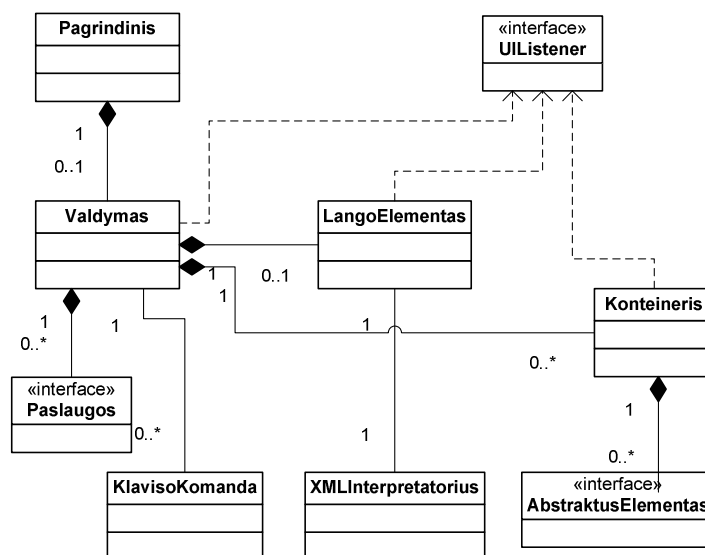 Pagrindinis
«interface»
UIListener
1
0..1
Valdymas
LangoElementas
1
0..1
1
Konteineris
1
1
1
0..*
0..*
«interface»
Paslaugos
1
0..*
1
0..*
KlavisoKomanda
XMLInterpretatorius
«interface»
AbstraktusElementas